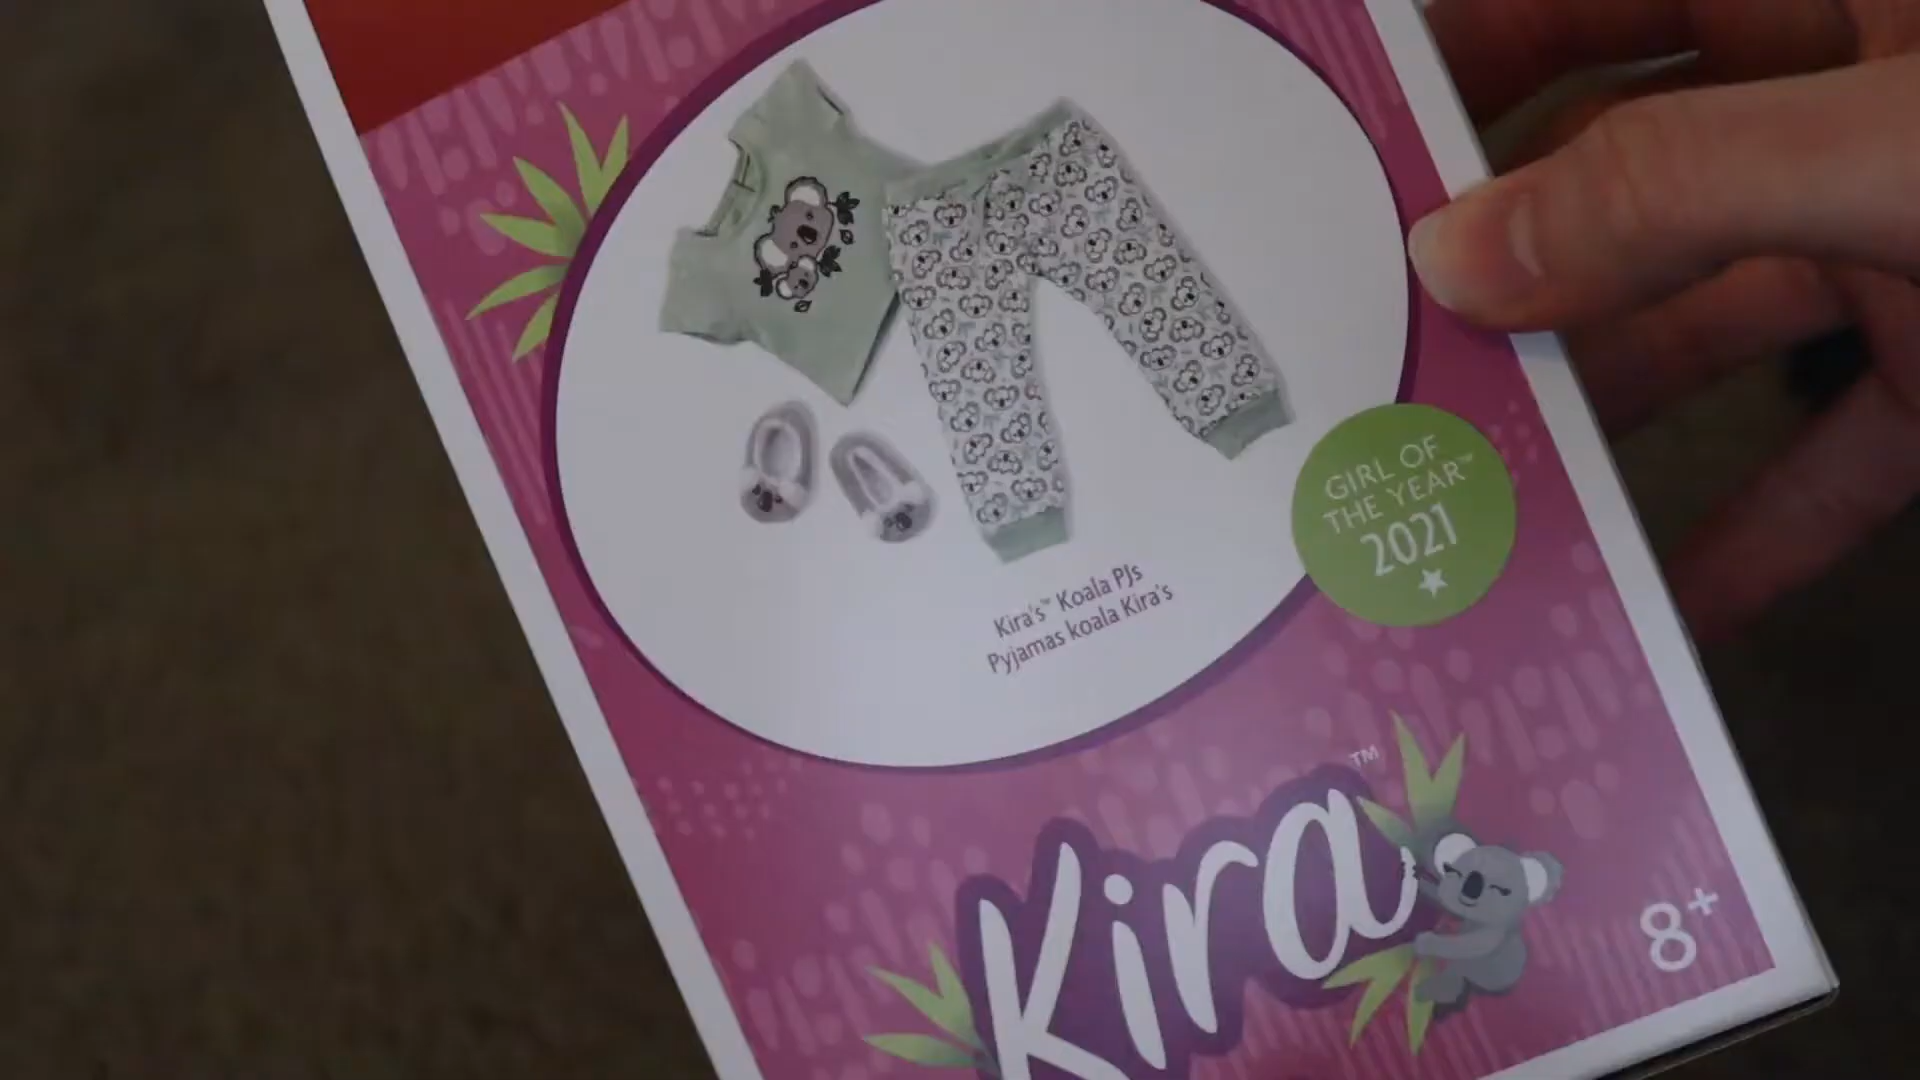 Kira's™ Koala PJs
Pyjamas koala Kira's
GIRL OF
THE YEAR™
2021
Kira™
8+